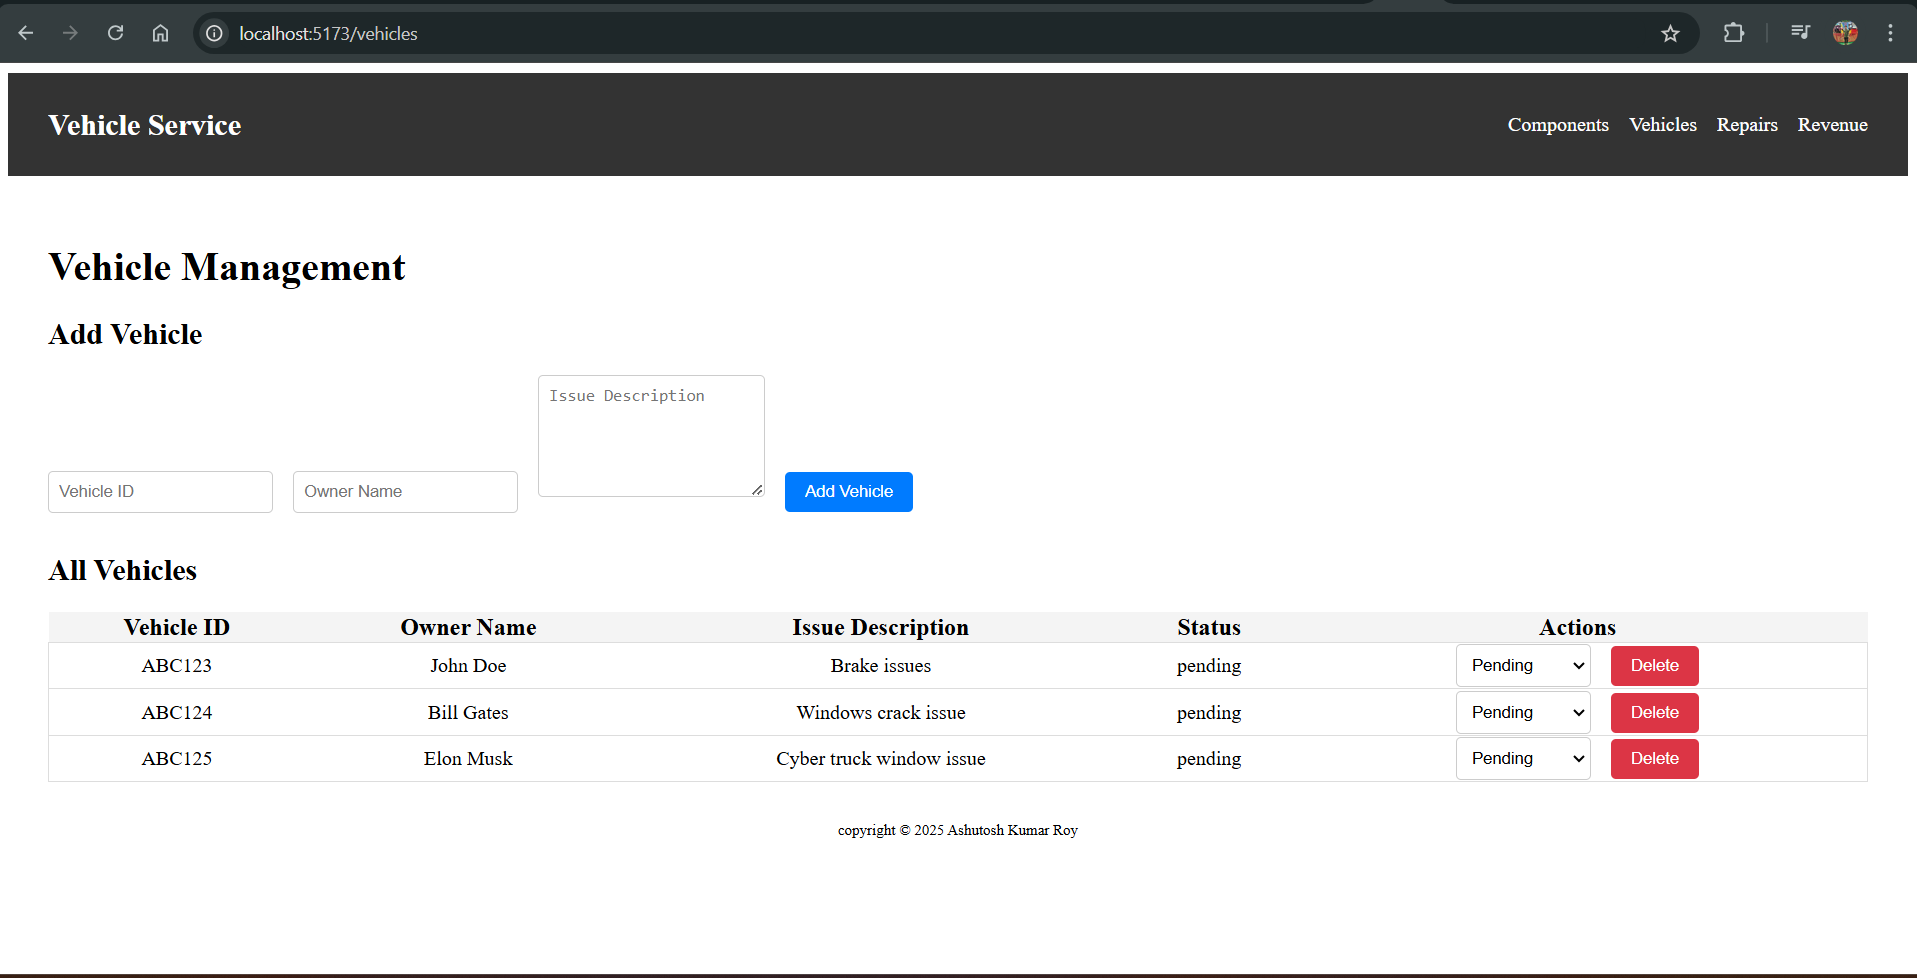 localhost:5173/vehicles
Vehicle Service
Components Vehicles Repairs Revenue
Vehicle Management
Add Vehicle
Issue Description
Vehicle ID Owner Name Add Vehicle
All Vehicles
Vehicle ID Owner Name Issue Description Status Actions
ABC123 John Doe Brake issues pending Pending Delete
ABC124 Bill Gates Windows crack issue pending Pending Delete
ABC125 Elon Musk Cyber truck window issue pending Pending Delete
copyright © 2025 Ashutosh Kumar Roy